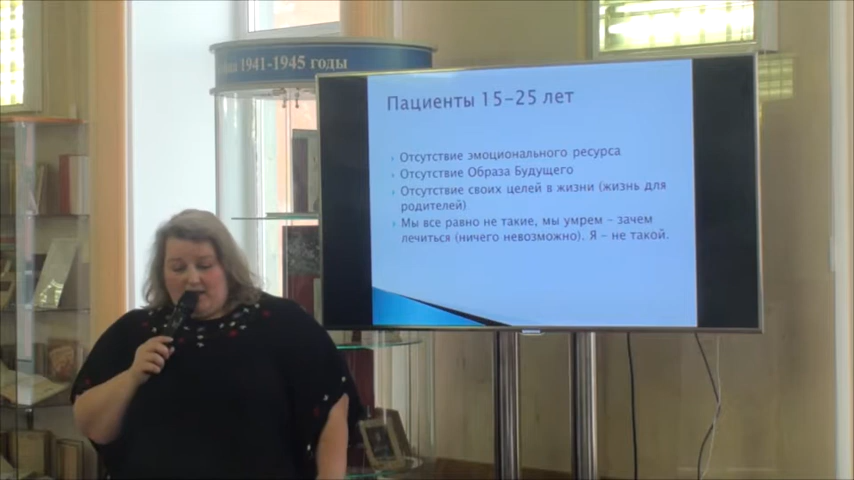 1941-1945 годы
Пациенты 15-25 лет
Отсутствие эмоционального ресурса
Отсутствие Образа Будущего
Отсутствие своих целей в жизни (жизнь для
родителей)
Мы все равно не такие, мы умрем - зачем
лечиться (ничего невозможно). Я - не такой.